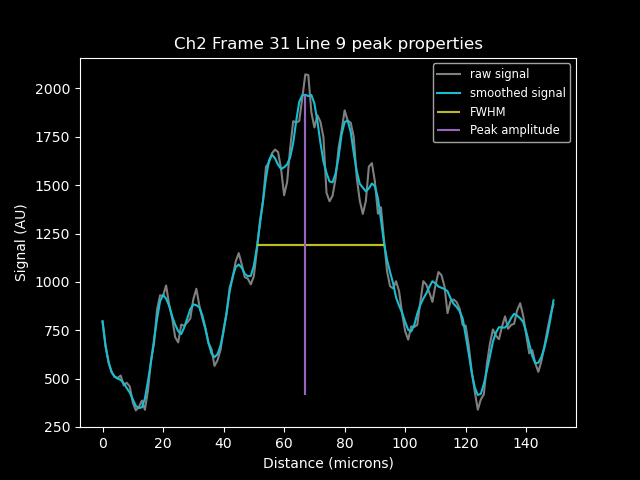 Ch2 Frame 31 Line 9 peak properties
raw signal
smoothed signal
FWHM
Peak amplitude
Signal (AU)
2000
1750
1500
1250
1000
750
500
250
0 20 40 60 80 100 120 140
Distance (microns)